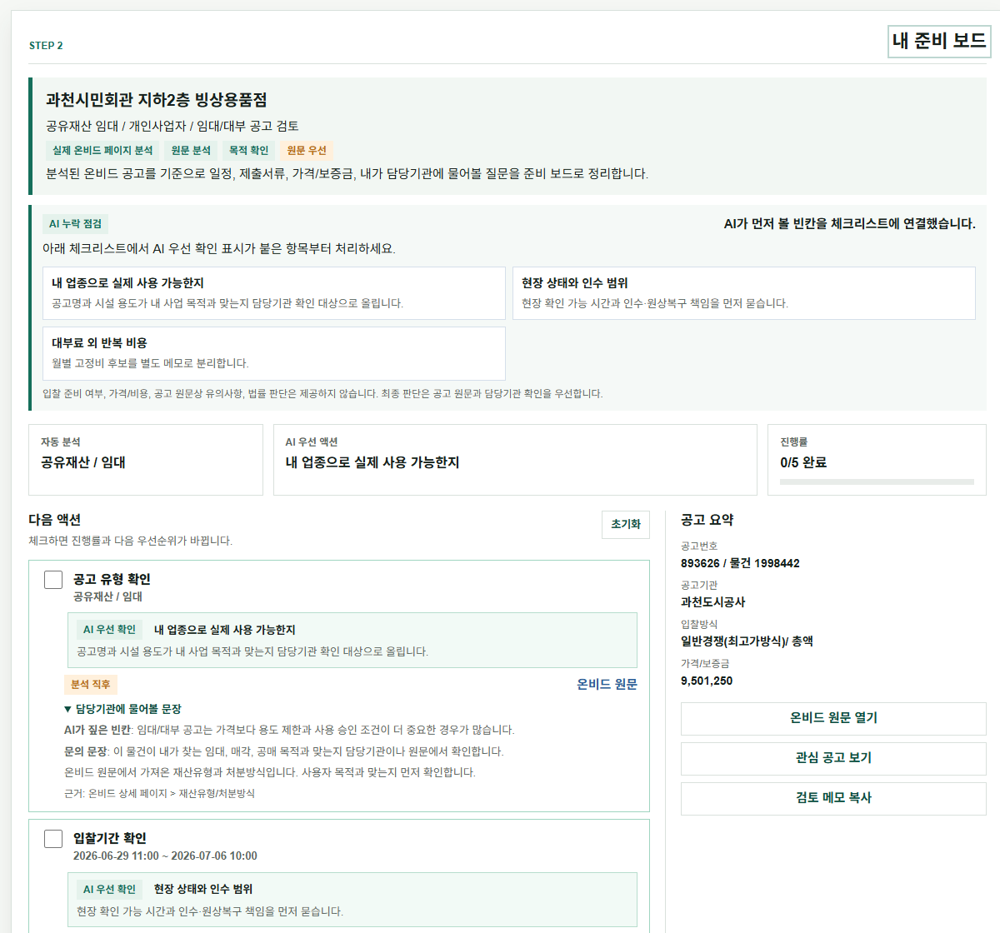 STEP 2
내 준비 보드
과천시민회관 지하2층 빙상용품점
공유재산 임대 / 개인사업자 / 임대/대부 공고 검토
실제 온비드 페이지 분석 원문 분석 목적 확인 원문 우선
분석된 온비드 공고를 기준으로 일정, 제출서류, 가격/보증금, 내가 담당기관에 물어볼 질문을 준비 보드로 정리합니다.
AI 누락 점검
AI가 먼저 볼 빈칸을 체크리스트에 연결했습니다.
아래 체크리스트에서 AI 우선 확인 표시가 붙은 항목부터 처리하세요.
내 업종으로 실제 사용 가능한지
공고명과 시설 용도가 내 사업 목적과 맞는지 담당기관 확인 대상으로 올립니다.
현장 상태와 인수 범위
현장 확인 가능 시간과 인수·원상복구 책임을 먼저 묻습니다.
대부료 외 반복 비용
월별 고정비 후보를 별도 메모로 분리합니다.
입찰 준비 여부, 가격/비용, 공고 원문상 유의사항, 법률 판단은 제공하지 않습니다. 최종 판단은 공고 원문과 담당기관 확인을 우선합니다.
자동 분석
공유재산 / 임대
AI 우선 액션
내 업종으로 실제 사용 가능한지
진행률
0/5 완료
다음 액션
체크하면 진행률과 다음 우선순위가 바뀝니다.
초기화
공고 유형 확인
공유재산 / 임대
AI 우선 확인 내 업종으로 실제 사용 가능한지
공고명과 시설 용도가 내 사업 목적과 맞는지 담당기관 확인 대상으로 올립니다.
분석 직후
온비드 원문
▼ 담당기관에 물어볼 문장
AI가 짚은 빈칸: 임대/대부 공고는 가격보다 용도 제한과 사용 승인 조건이 더 중요한 경우가 많습니다.
문의 문장: 이 물건이 내가 찾는 임대, 매각, 공매 목적과 맞는지 담당기관이나 원문에서 확인합니다.
온비드 원문에서 가져온 재산유형과 처분방식입니다. 사용자 목적과 맞는지 먼저 확인합니다.
근거: 온비드 상세 페이지 > 재산유형/처분방식
입찰기간 확인
2026-06-29 11:00 ~ 2026-07-06 10:00
AI 우선 확인 현장 상태와 인수 범위
현장 확인 가능 시간과 인수·원상복구 책임을 먼저 묻습니다.
공고 요약
공고번호
893626 / 물건 1998442
공고기관
과천도시공사
입찰방식
일반경쟁(최고가방식)/ 총액
가격/보증금
9,501,250
온비드 원문 열기
관심 공고 보기
검토 메모 복사